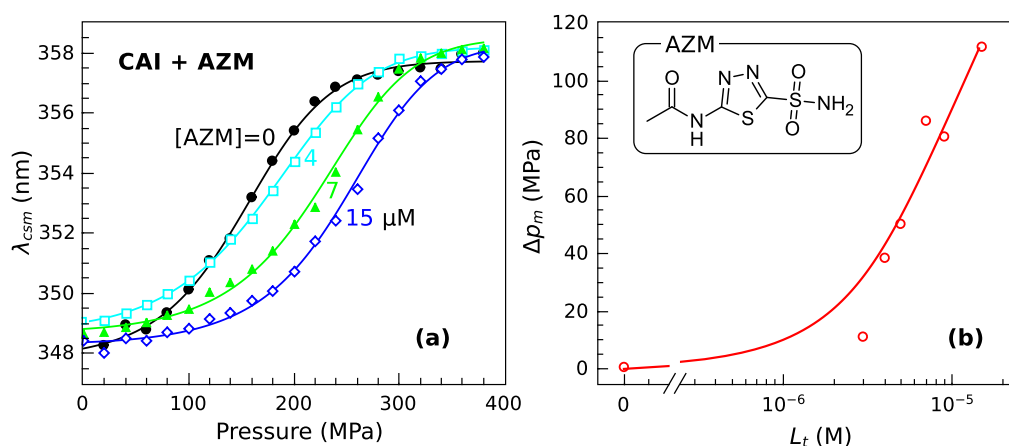 CAI + AZM
[AZM]=0
4
7
15 μM
(a)
358
356
354
352
350
348
λcsm (nm)
0 100 200 300 400
Pressure (MPa)
AZM
O
N N
O
S NH2
N
H
S
O
(b)
120
100
80
60
40
20
0
Δpm (MPa)
0 10-6 10-5
Lt (M)